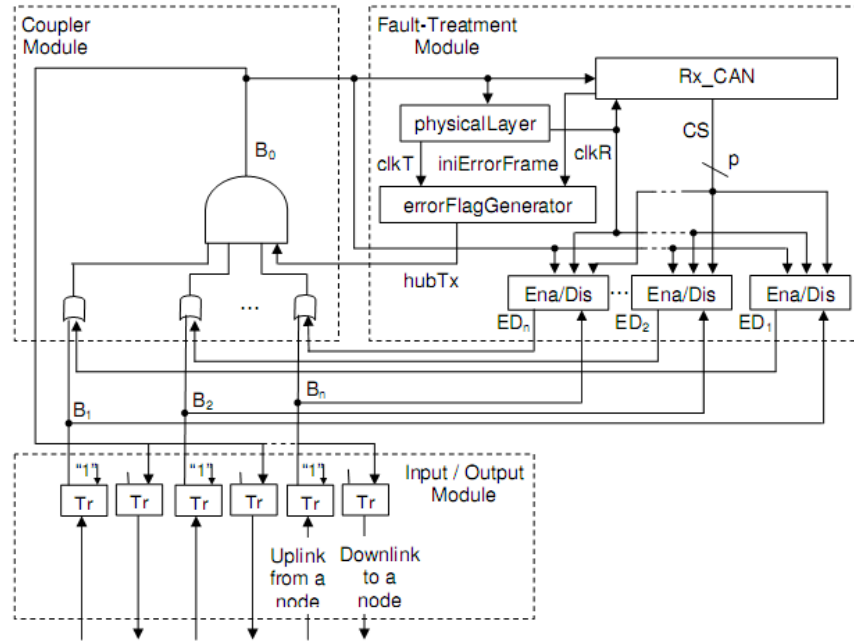 Coupler
Module
Fault-Treatment
Module
Rx_CAN
physicalLayer
CS
B0
clkT
iniErrorFrame
clkR
p
errorFlagGenerator
hubTx
...
Ena/Dis
...
Ena/Dis
Ena/Dis
EDn
ED2
ED1
B1
B2
Bn
"1"
"1"
"1"
Input / Output
Module
Tr
Tr
Tr
Tr
Tr
Tr
Uplink
from a
node
Downlink
to a
node